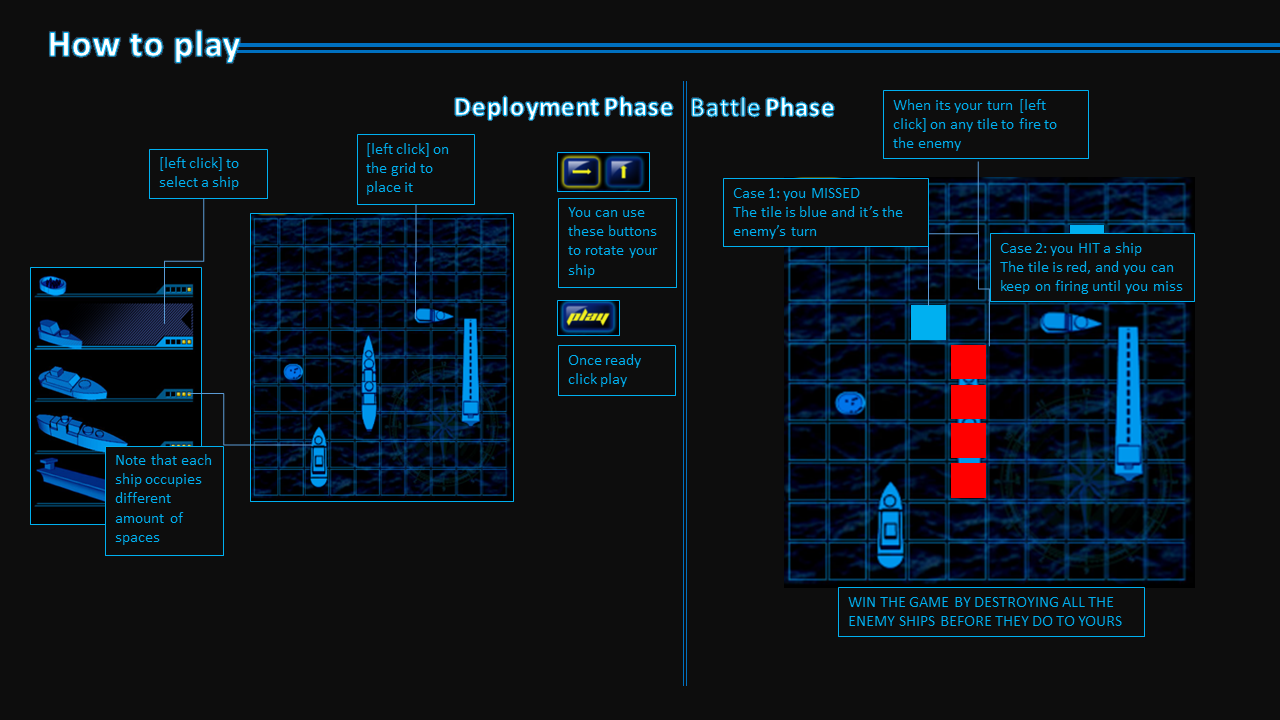 How to play
Deployment Phase
[left click] to
select a ship
[left click] on
the grid to
place it
You can use
these buttons
to rotate your
ship
play
Once ready
click play
Note that each
ship occupies
different
amount of
spaces
Battle Phase
When its your turn [left
click] on any tile to fire to
the enemy
Case 1: you MISSED
The tile is blue and it’s the
enemy’s turn
Case 2: you HIT a ship
The tile is red, and you can
keep on firing until you miss
WIN THE GAME BY DESTROYING ALL THE
ENEMY SHIPS BEFORE THEY DO TO YOURS